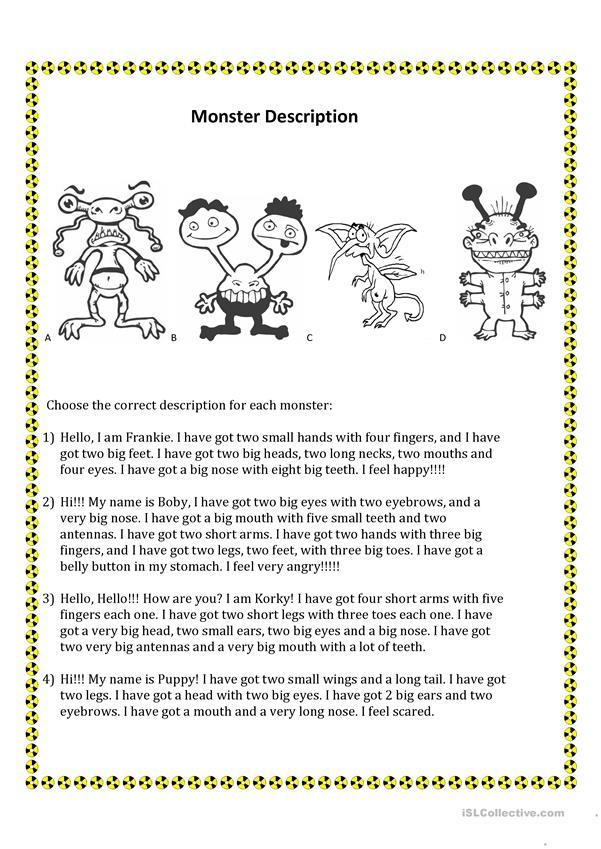 Monster Description
A B C h D
Choose the correct description for each monster:
1) Hello, I am Frankie. I have got two small hands with four fingers, and I have
got two big feet. I have got two big heads, two long necks, two mouths and
four eyes. I have got a big nose with eight big teeth. I feel happy!!!!
2) Hi!!! My name is Boby, I have got two big eyes with two eyebrows, and a
very big nose. I have got a big mouth with five small teeth and two
antennas. I have got two short arms. I have got two hands with three big
fingers, and I have got two legs, two feet, with three big toes. I have got a
belly button in my stomach. I feel very angry!!!!!
3) Hello, Hello!!! How are you? I am Korky! I have got four short arms with five
fingers each one. I have got two short legs with three toes each one. I have
got a very big head, two small ears, two big eyes and a big nose. I have got
two very big antennas and a very big mouth with a lot of teeth.
4) Hi!!! My name is Puppy! I have got two small wings and a long tail. I have got
two legs. I have got a head with two big eyes. I have got 2 big ears and two
eyebrows. I have got a mouth and a very long nose. I feel scared.
iSLCollective.com